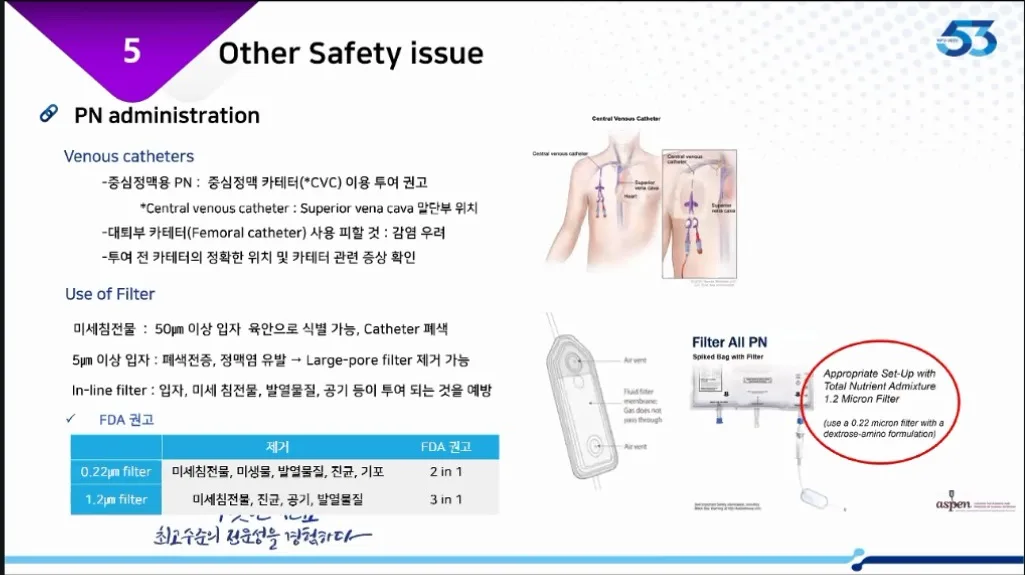 5
Other Safety issue
53
PN administration
Venous catheters
-중심정맥용 PN : 중심정맥 카테터(*CVC) 이용 투여 권고
*Central venous catheter : Superior vena cava 말단부 위치
-대퇴부 카테터(Femoral catheter) 사용 피할 것 : 감염 우려
-투여 전 카테터의 정확한 위치 및 카테터 관련 증상 확인
Use of Filter
미세침전물 : 50㎛ 이상 입자 육안으로 식별 가능, Catheter 폐색
5㎛ 이상 입자 : 폐색전증, 정맥염 유발 → Large-pore filter 제거 가능
In-line filter : 입자, 미세 침전물, 발열물질, 공기 등이 투여 되는 것을 예방
✓ FDA 권고
제거 FDA 권고
0.22㎛ filter 미세침전물, 미생물, 발열물질, 진균, 기포 2 in 1
1.2㎛ filter 미세침전물, 진균, 공기, 발열물질 3 in 1
최고수준의 전문성을 경험하다
Central Venous Catheter
Central venous catheter
Superior vena cava
Heart
Central venous catheter
Superior vena cava
Air vent
Fluid filter membrane: Gas does not pass through
Air vent
Filter All PN
Spiked Bag with Filter
Appropriate Set-Up with
Total Nutrient Admixture
1.2 Micron Filter
(use a 0.22 micron filter with a
dextrose-amino formulation)
aspen